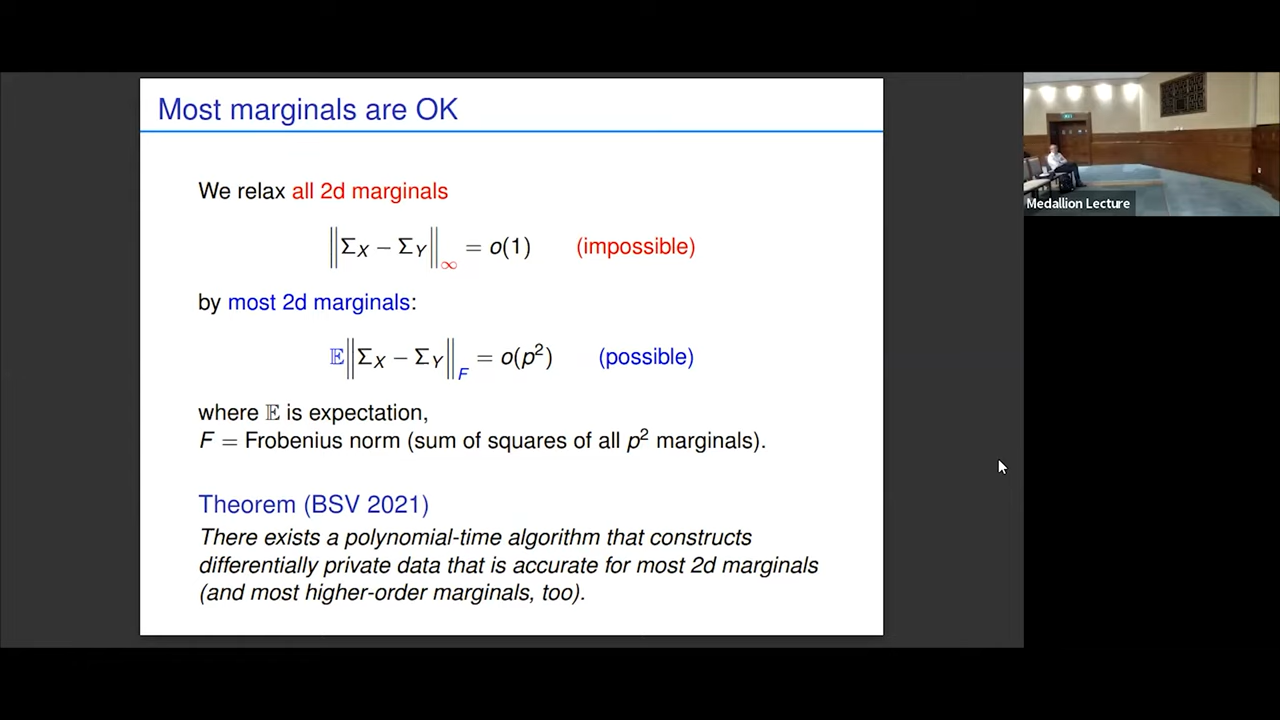 Most marginals are OK
We relax all 2d marginals
‖Σ_X − Σ_Y‖_∞ = o(1) (impossible)
by most 2d marginals:
𝔼‖Σ_X − Σ_Y‖_F = o(p²) (possible)
where 𝔼 is expectation,
F = Frobenius norm (sum of squares of all p² marginals).
Theorem (BSV 2021)
There exists a polynomial-time algorithm that constructs
differentially private data that is accurate for most 2d marginals
(and most higher-order marginals, too).
Medallion Lecture